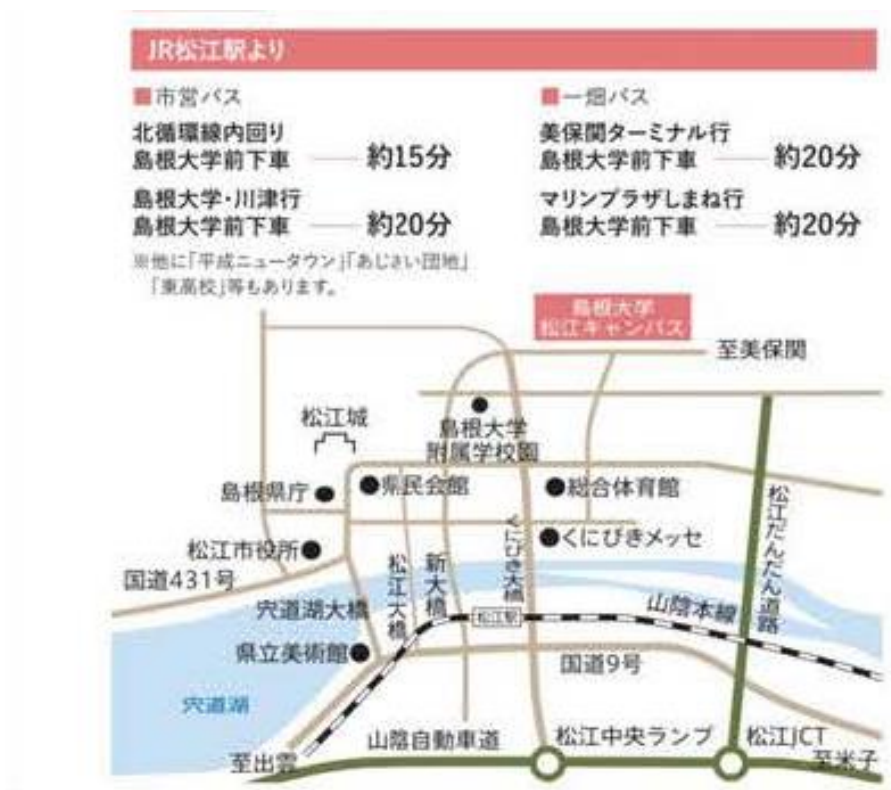 JR松江駅より
■市営バス
北循環線内回り
島根大学前下車 約15分
島根大学・川津行
島根大学前下車 約20分
※他に「平成ニュータウン」「あじさい団地」
「東高校」等もあります。
■一畑バス
美保関ターミナル行
島根大学前下車 約20分
マリンプラザしまね行
島根大学前下車 約20分
島根大学
松江キャンパス
至美保関
松江城
島根大学
附属学校園
島根県庁
県民会館
総合体育館
松江市役所
くにびきメッセ
国道431号
松江大橋
新大橋
くにびき大橋
松江だんだん道路
宍道湖大橋
松江駅
山陰本線
県立美術館
国道9号
宍道湖
山陰自動車道
松江中央ランプ
松江JCT
至出雲
至米子